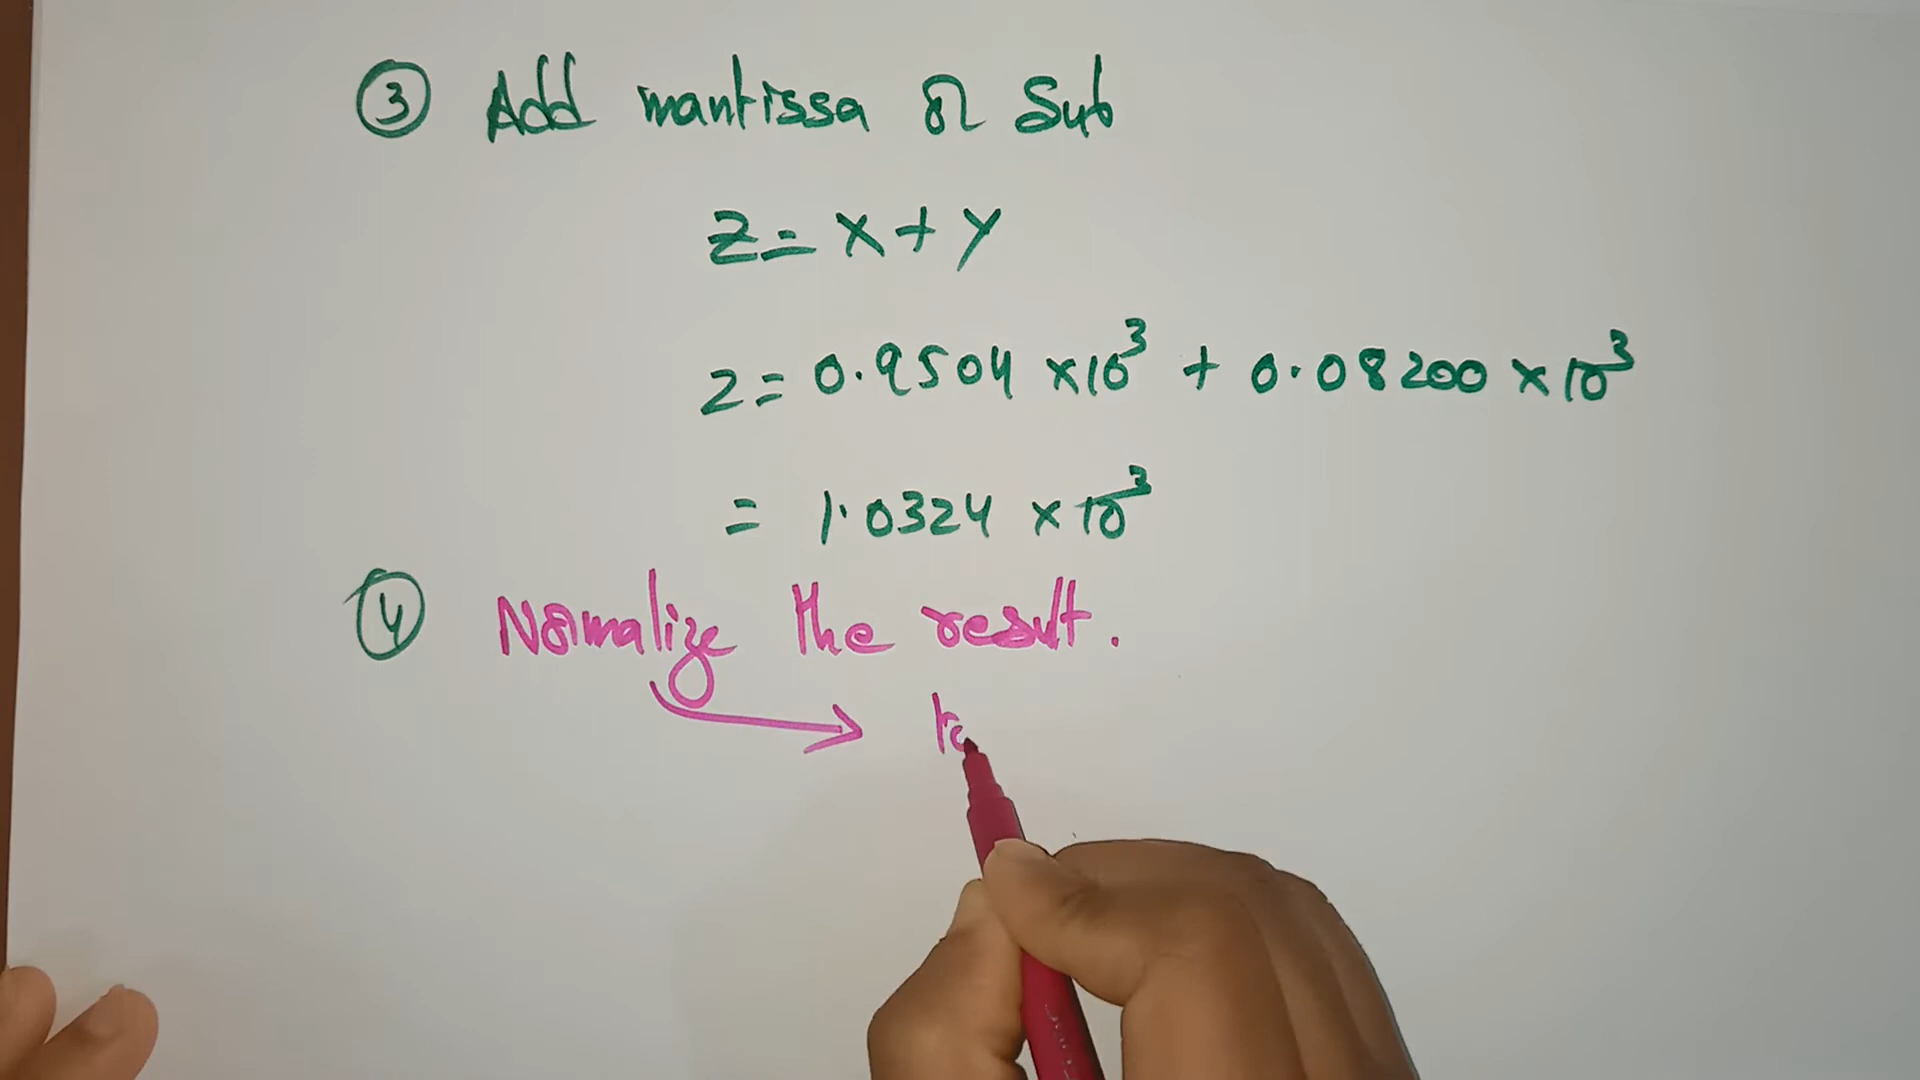 ③ Add mantissa or Sub
Z = X + Y
Z = 0.9504 ×10³ + 0.08200 ×10³
= 1.0324 ×10³
④ Normalize the result.